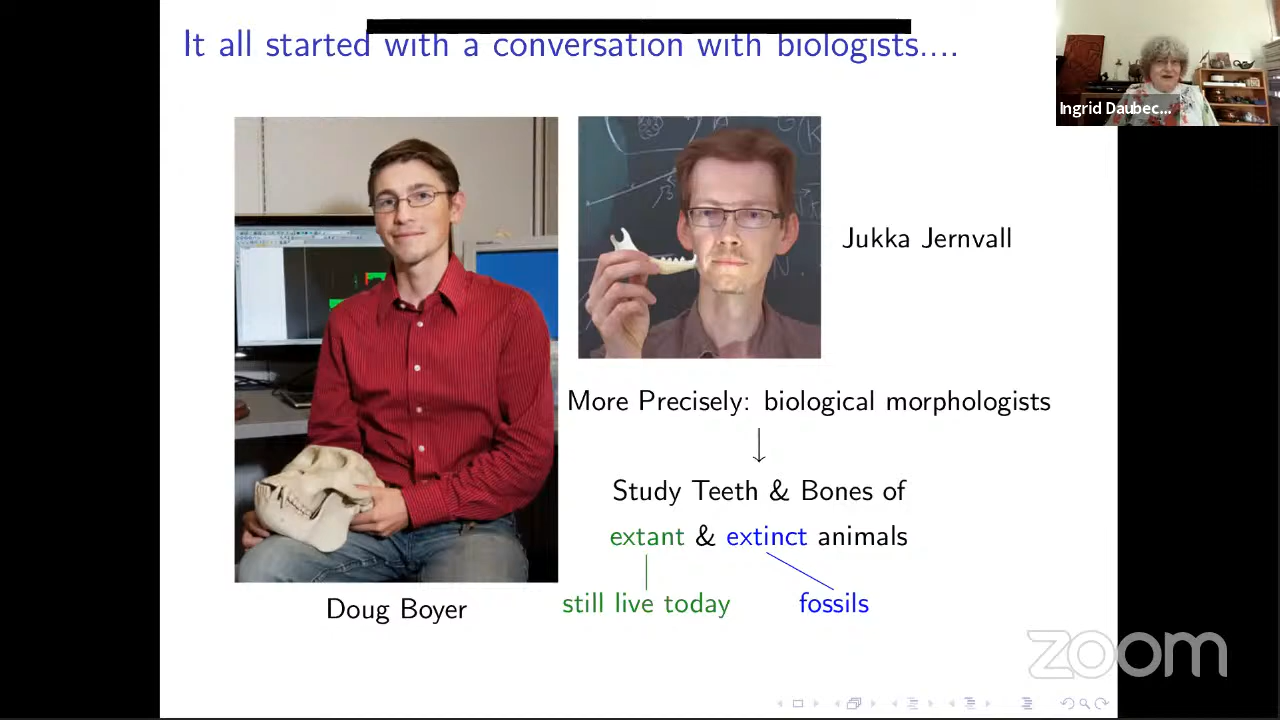 It all started with a conversation with biologists....
Ingrid Daubec...
Jukka Jernvall
More Precisely: biological morphologists
↓
Study Teeth & Bones of
extant & extinct animals
still live today fossils
Doug Boyer
zoom